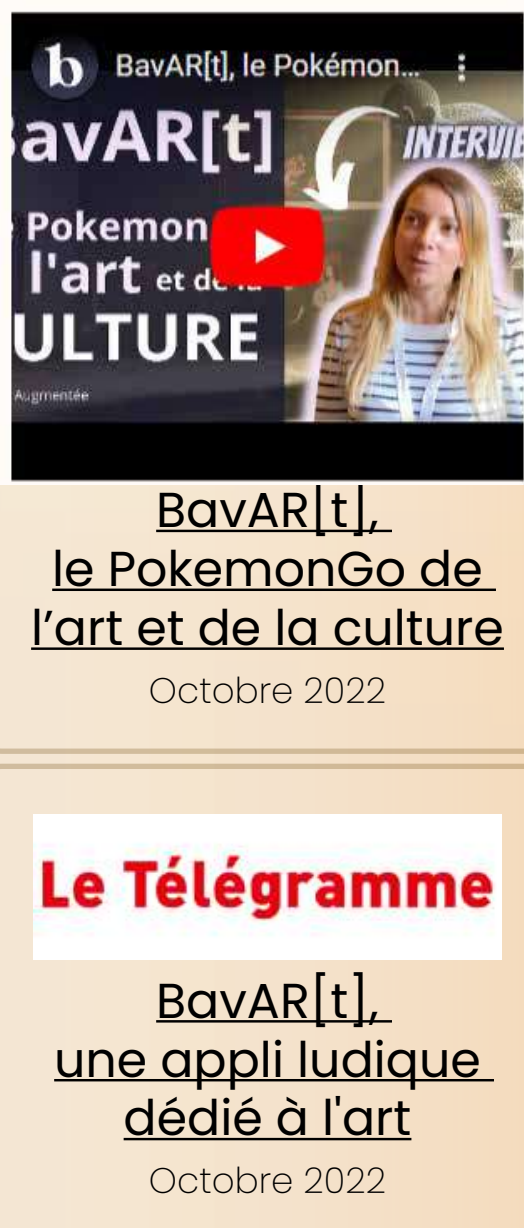 b BavAR[t], le Pokémon...
BavAR[t]
INTERVIE
Pokemon
l'art et de la
ULTURE
Augmentée
BavAR[t],
le PokemonGo de
l’art et de la culture
Octobre 2022
Le Télégramme
BavAR[t],
une appli ludique
dédié à l'art
Octobre 2022